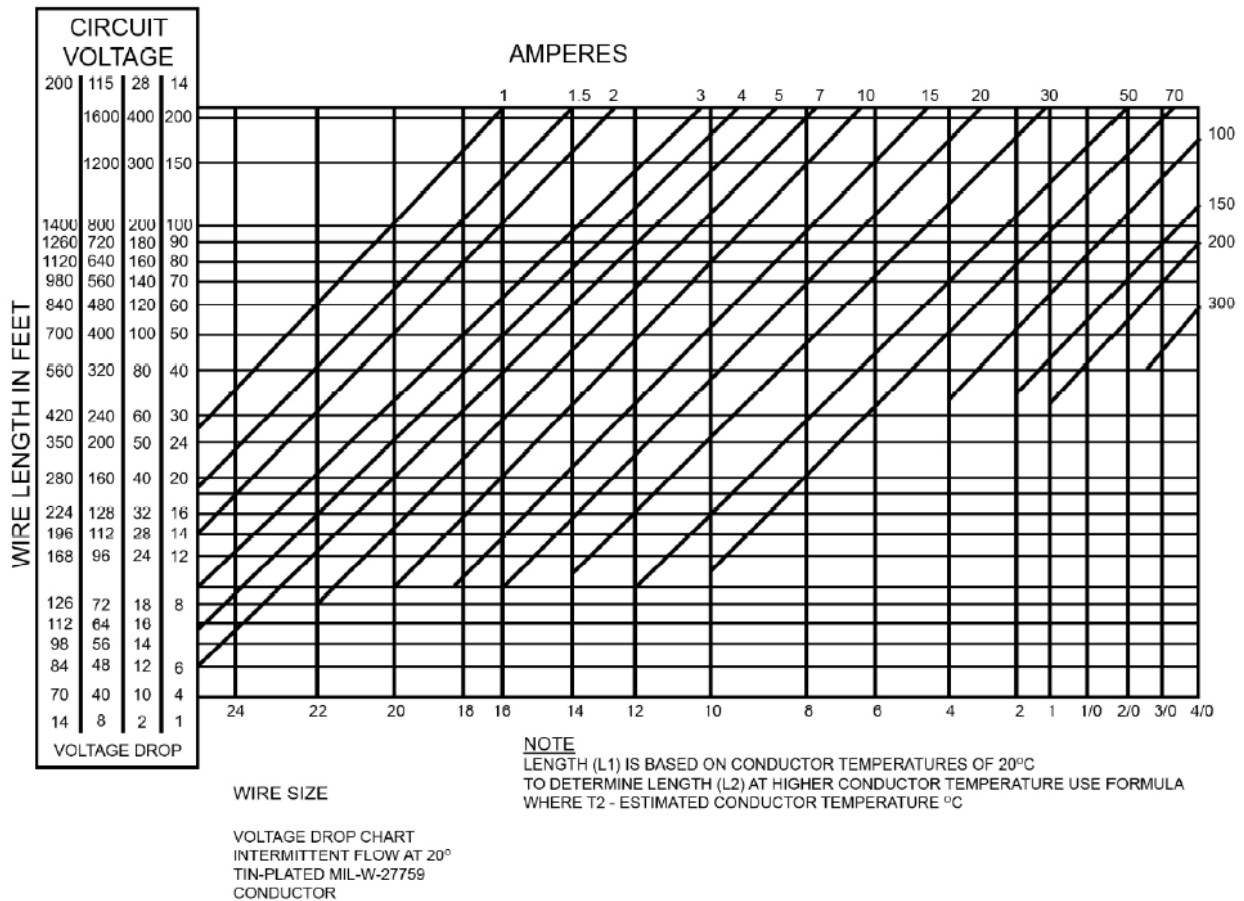 CIRCUIT
VOLTAGE
AMPERES
200 115 28 14
1 1.5 2 3 4 5 7 10 15 20 30 50 70
1600 400 200
100
1200 300 150
150
1400 800 200 100
1260 720 180 90
200
1120 640 160 80
980 560 140 70
840 480 120 60
300
700 400 100 50
560 320 80 40
420 240 60 30
350 200 50 24
280 160 40 20
224 128 32 16
196 112 28 14
168 96 24 12
126 72 18 8
112 64 16
98 56 14
84 48 12 6
70 40 10 4
14 8 2 1
WIRE LENGTH IN FEET
VOLTAGE DROP
24 22 20 18 16 14 12 10 8 6 4 2 1 1/0 2/0 3/0 4/0
NOTE
LENGTH (L1) IS BASED ON CONDUCTOR TEMPERATURES OF 20ºC
TO DETERMINE LENGTH (L2) AT HIGHER CONDUCTOR TEMPERATURE USE FORMULA
WHERE T2 - ESTIMATED CONDUCTOR TEMPERATURE ºC
WIRE SIZE
VOLTAGE DROP CHART
INTERMITTENT FLOW AT 20º
TIN-PLATED MIL-W-27759
CONDUCTOR